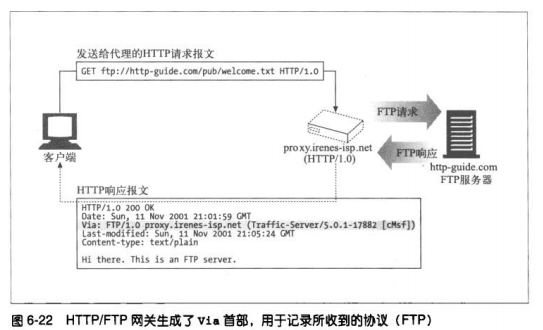 发送给代理的HTTP请求报文
GET ftp://http-guide.com/pub/welcome.txt HTTP/1.0
客户端
proxy.irenes-isp.net
(HTTP/1.0)
FTP请求
FTP响应
http-guide.com
FTP服务器
HTTP响应报文
HTTP/1.0 200 OK
Date: Sun, 11 Nov 2001 21:01:59 GMT
Via: FTP/1.0 proxy.irenes-isp.net (Traffic-Server/5.0.1-17882 [cMsf])
Last-modified: Sun, 11 Nov 2001 21:05:24 GMT
Content-type: text/plain
Hi there. This is an FTP server.
图 6-22 HTTP/FTP 网关生成了 Via 首部，用于记录所收到的协议（FTP）